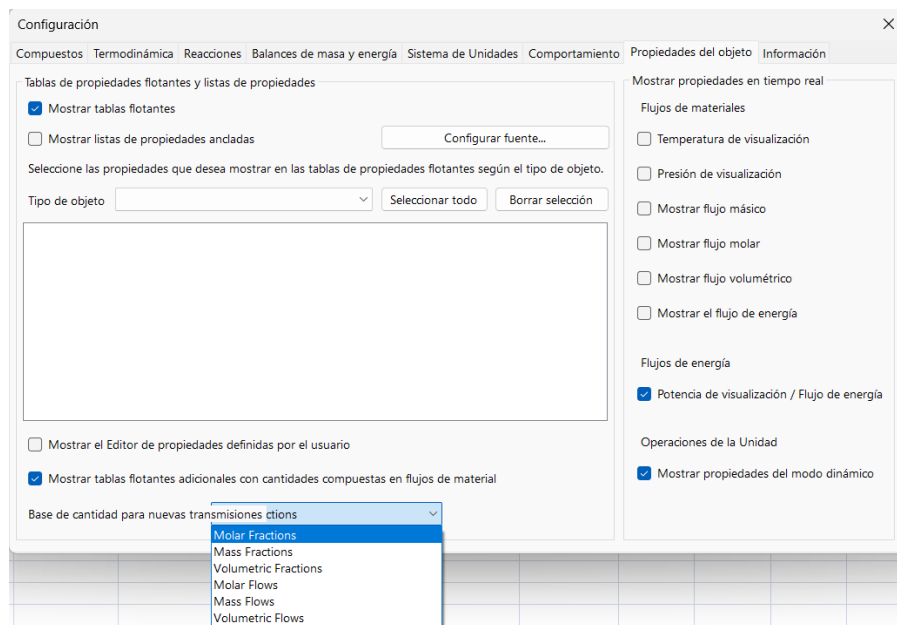 Configuración
Compuestos Termodinámica Reacciones Balances de masa y energía Sistema de Unidades Comportamiento Propiedades del objeto Información
Tablas de propiedades flotantes y listas de propiedades
Mostrar tablas flotantes
Mostrar listas de propiedades ancladas
Configurar fuente...
Seleccione las propiedades que desea mostrar en las tablas de propiedades flotantes según el tipo de objeto.
Tipo de objeto
Seleccionar todo
Borrar selección
Mostrar el Editor de propiedades definidas por el usuario
Mostrar tablas flotantes adicionales con cantidades compuestas en flujos de material
Base de cantidad para nuevas transmisiones ctions
Molar Fractions
Mass Fractions
Volumetric Fractions
Molar Flows
Mass Flows
Volumetric Flows
Mostrar propiedades en tiempo real
Flujos de materiales
Temperatura de visualización
Presión de visualización
Mostrar flujo másico
Mostrar flujo molar
Mostrar flujo volumétrico
Mostrar el flujo de energía
Flujos de energía
Potencia de visualización / Flujo de energía
Operaciones de la Unidad
Mostrar propiedades del modo dinámico